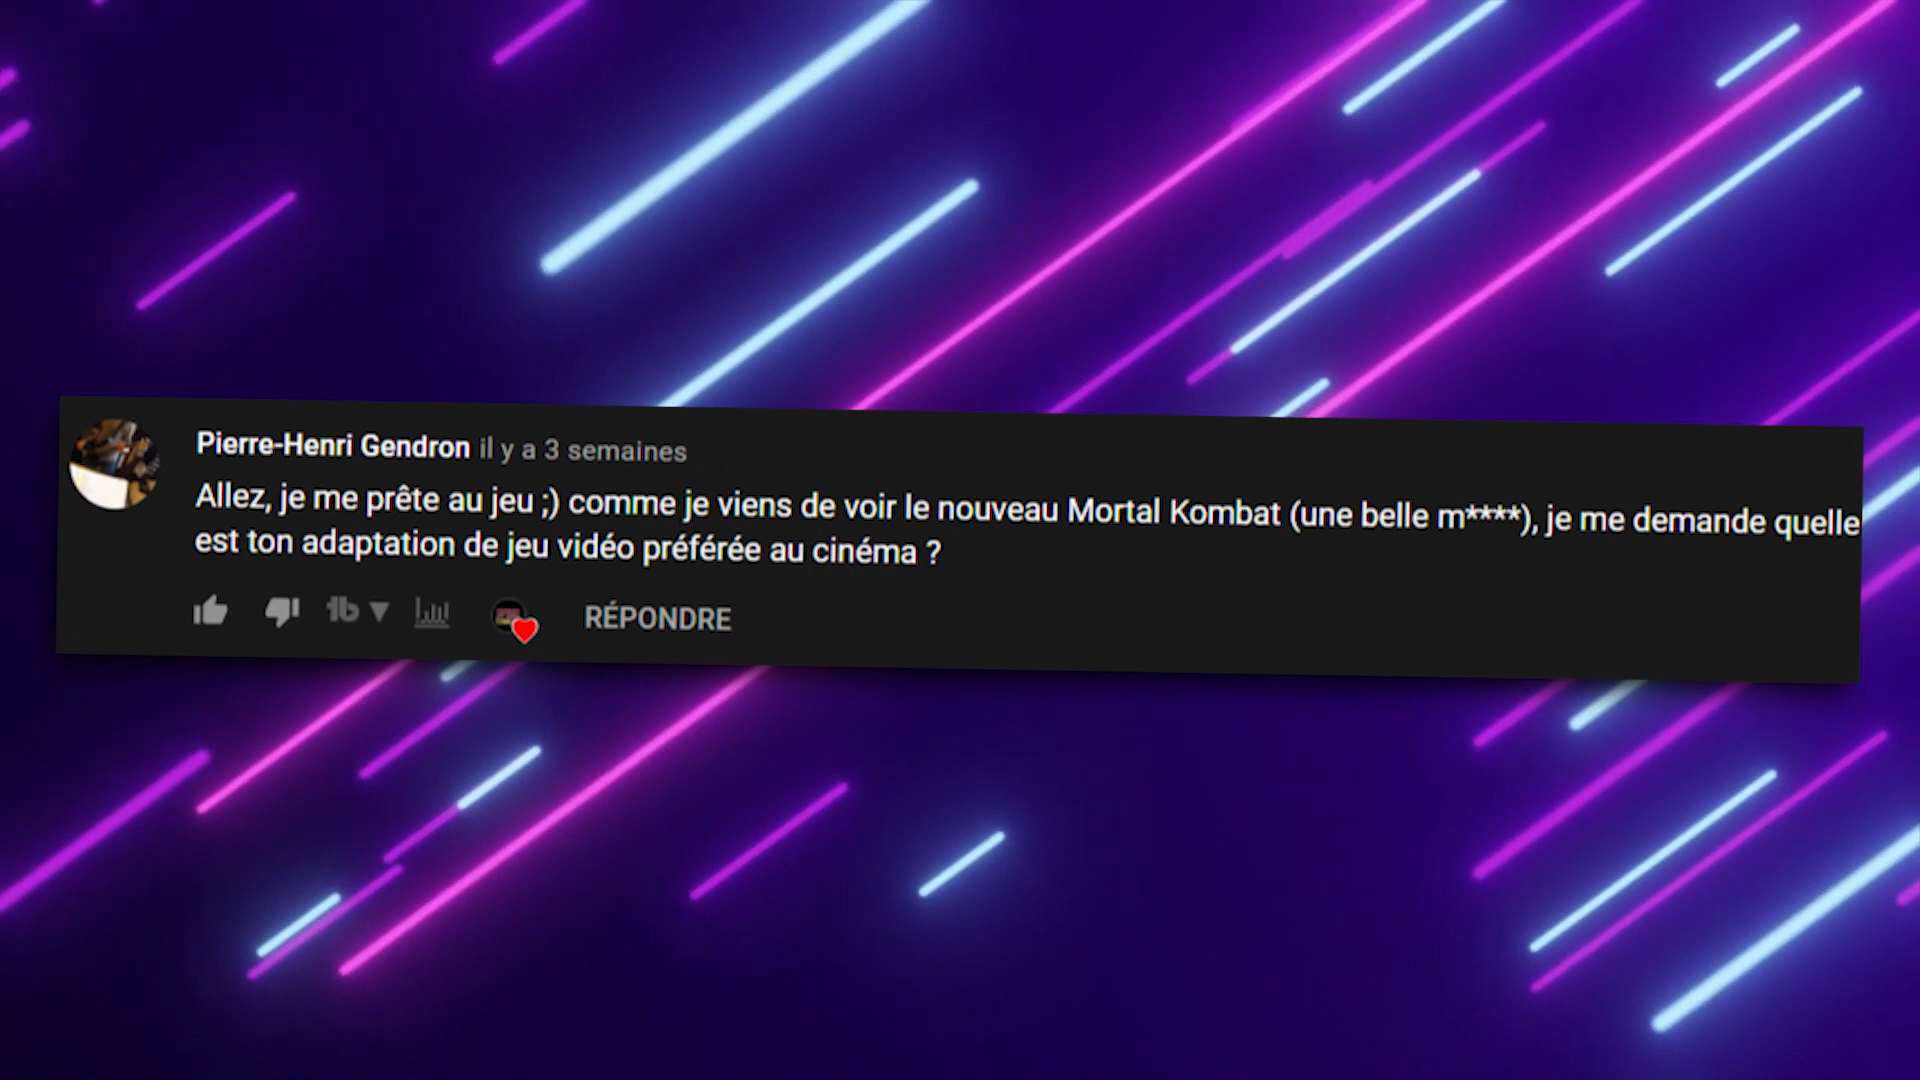 Pierre-Henri Gendron il y a 3 semaines
Allez, je me prête au jeu ;) comme je viens de voir le nouveau Mortal Kombat (une belle m****), je me demande quelle
est ton adaptation de jeu vidéo préférée au cinéma ?
RÉPONDRE